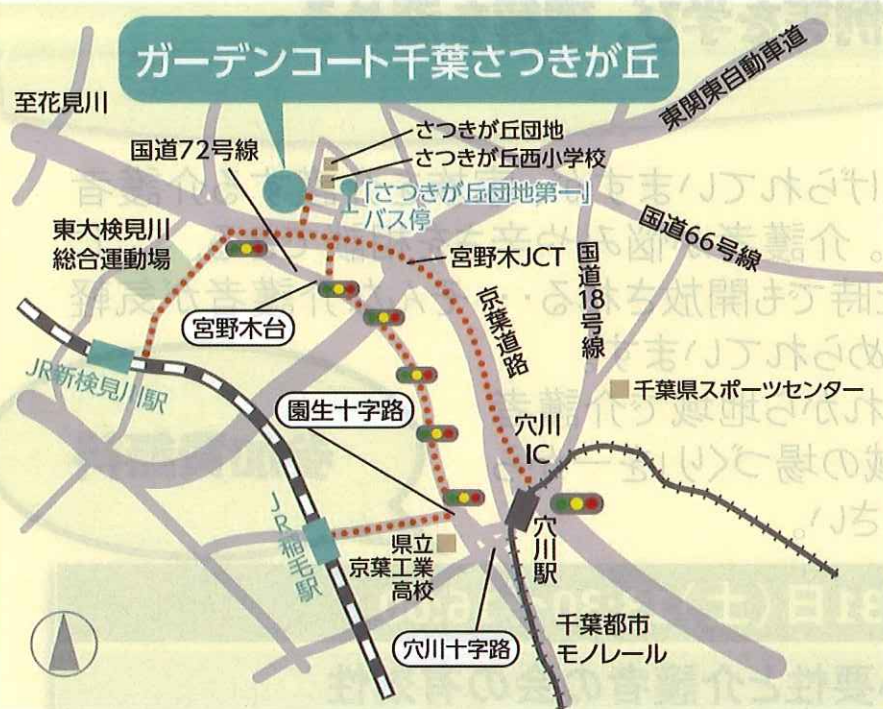 ガーデンコート千葉さつきが丘
至花見川
東関東自動車道
国道72号線
さつきが丘団地
さつきが丘西小学校
「さつきが丘団地第一」
バス停
東大検見川
総合運動場
宮野木JCT
国道66号線
国道18号線
京葉道路
宮野木台
JR新検見川駅
千葉県スポーツセンター
園生十字路
穴川
IC
JR稲毛駅
県立
京葉工業
高校
穴川駅
穴川十字路
千葉都市
モノレール